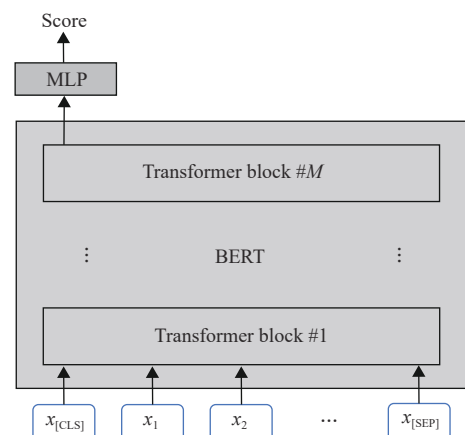 Score
MLP
Transformer block #M
⋮ BERT ⋮
Transformer block #1
x[CLS] x1 x2 ... x[SEP]